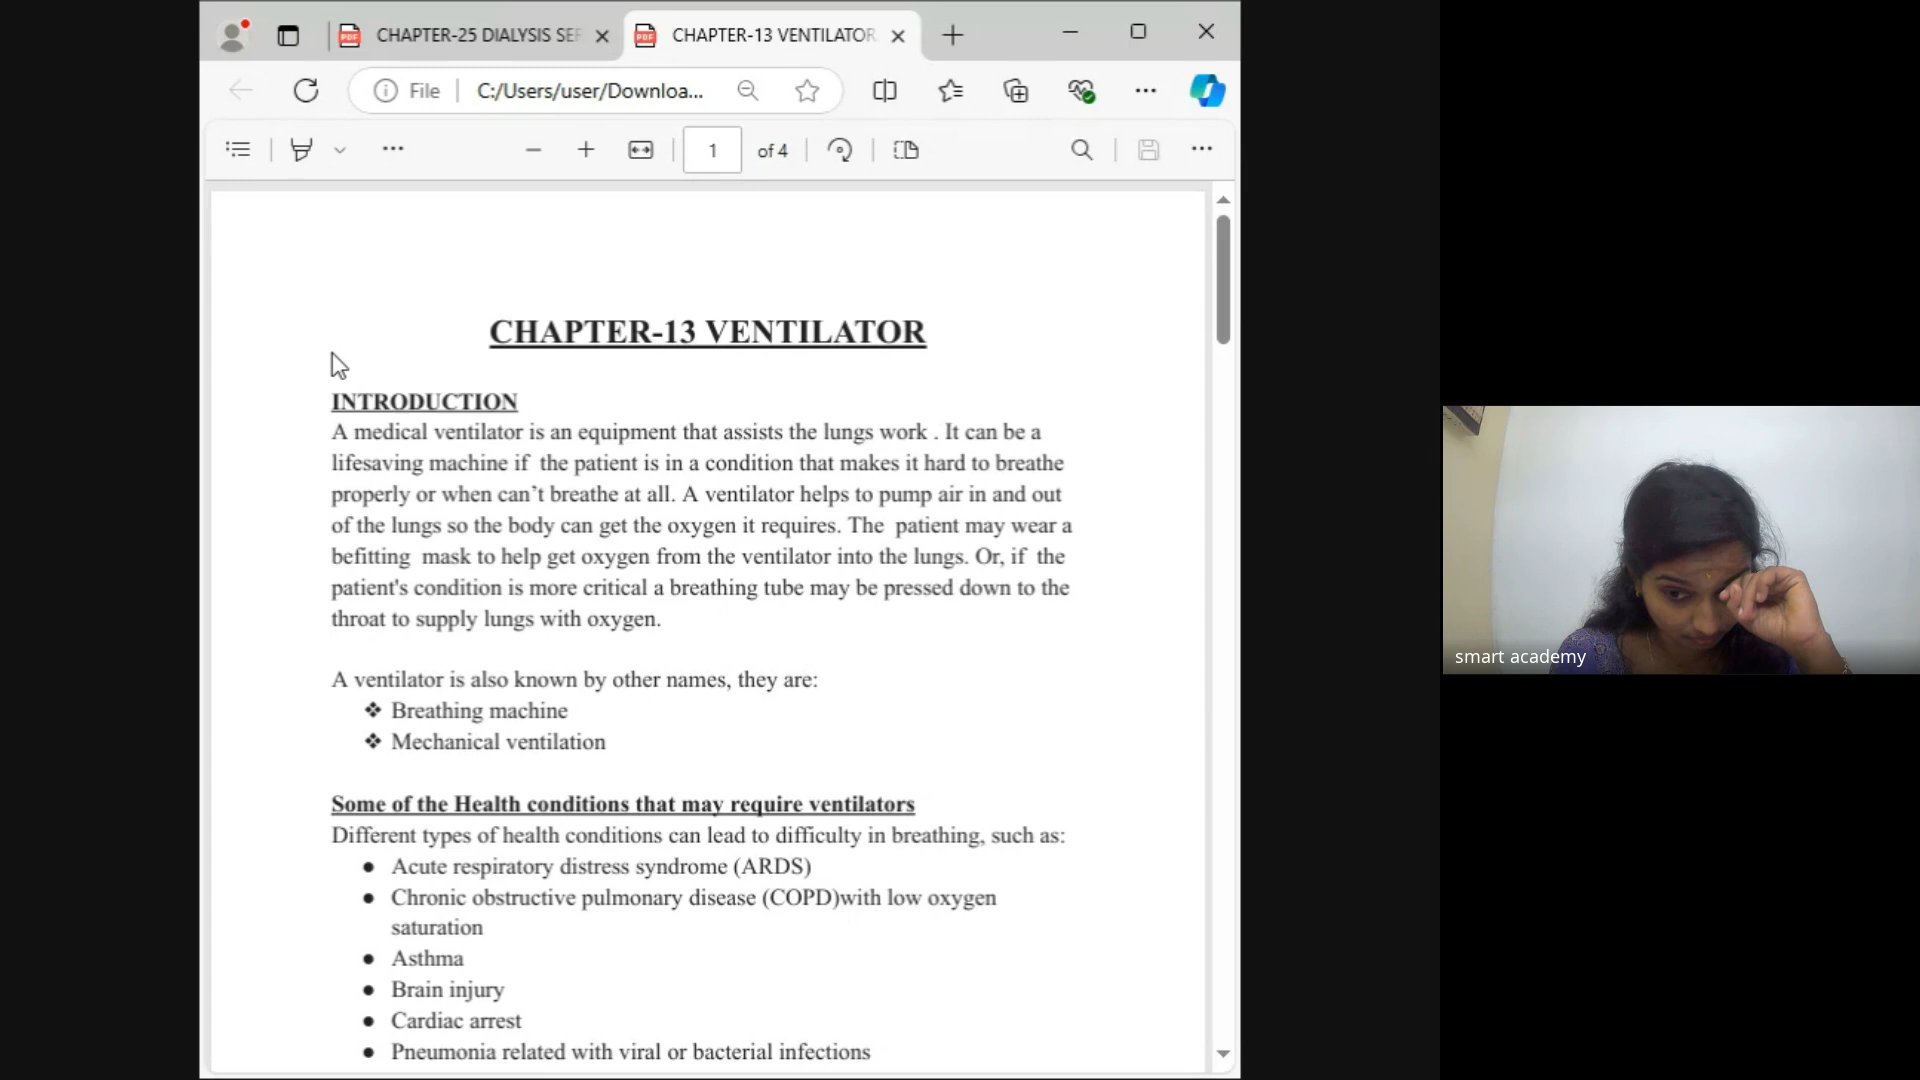 CHAPTER-25 DIALYSIS SER
CHAPTER-13 VENTILATOR
File
C:/Users/user/Downloa...
1 of 4
CHAPTER-13 VENTILATOR
INTRODUCTION
A medical ventilator is an equipment that assists the lungs work . It can be a
lifesaving machine if the patient is in a condition that makes it hard to breathe
properly or when can’t breathe at all. A ventilator helps to pump air in and out
of the lungs so the body can get the oxygen it requires. The patient may wear a
befitting mask to help get oxygen from the ventilator into the lungs. Or, if the
patient's condition is more critical a breathing tube may be pressed down to the
throat to supply lungs with oxygen.
A ventilator is also known by other names, they are:
❖ Breathing machine
❖ Mechanical ventilation
Some of the Health conditions that may require ventilators
Different types of health conditions can lead to difficulty in breathing, such as:
● Acute respiratory distress syndrome (ARDS)
● Chronic obstructive pulmonary disease (COPD)with low oxygen
saturation
● Asthma
● Brain injury
● Cardiac arrest
● Pneumonia related with viral or bacterial infections
smart academy